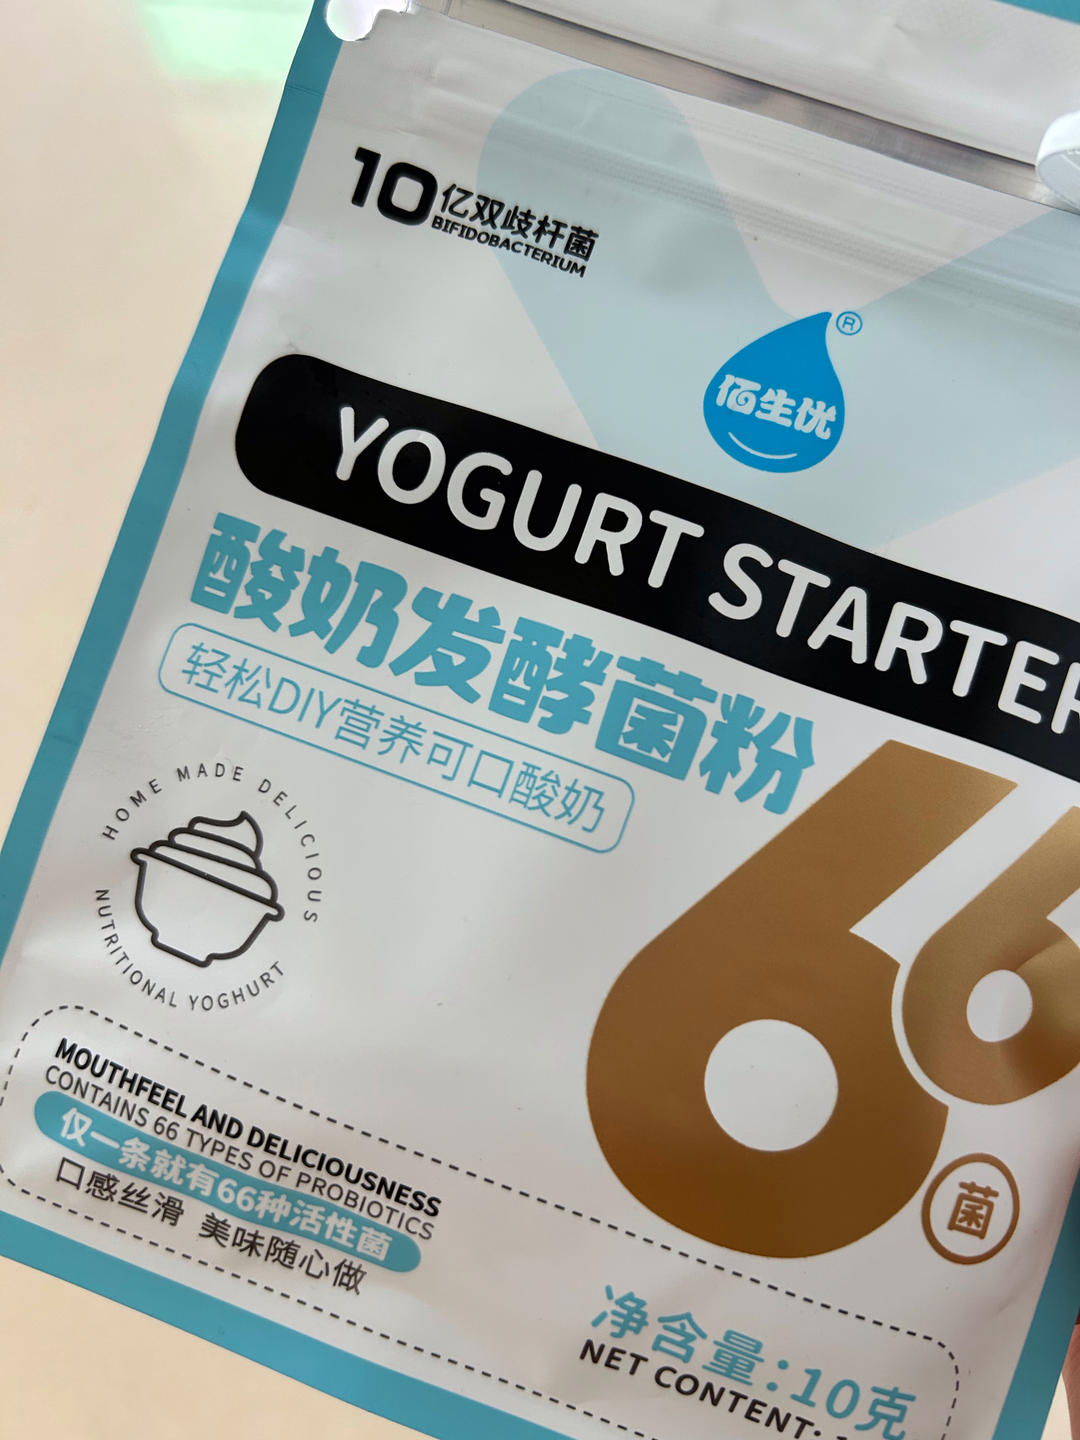 10亿双歧杆菌
BIFIDOBACTERIUM
®
佰生优
YOGURT STARTER
酸奶发酵菌粉
轻松DIY营养可口酸奶
HOME MADE DELICIOUS
NUTRITIONAL YOGHURT
66
菌
MOUTHFEEL AND DELICIOUSNESS
CONTAINS 66 TYPES OF PROBIOTICS
仅一条就有66种活性菌
口感丝滑 美味随心做
净含量:10克
NET CONTENT: